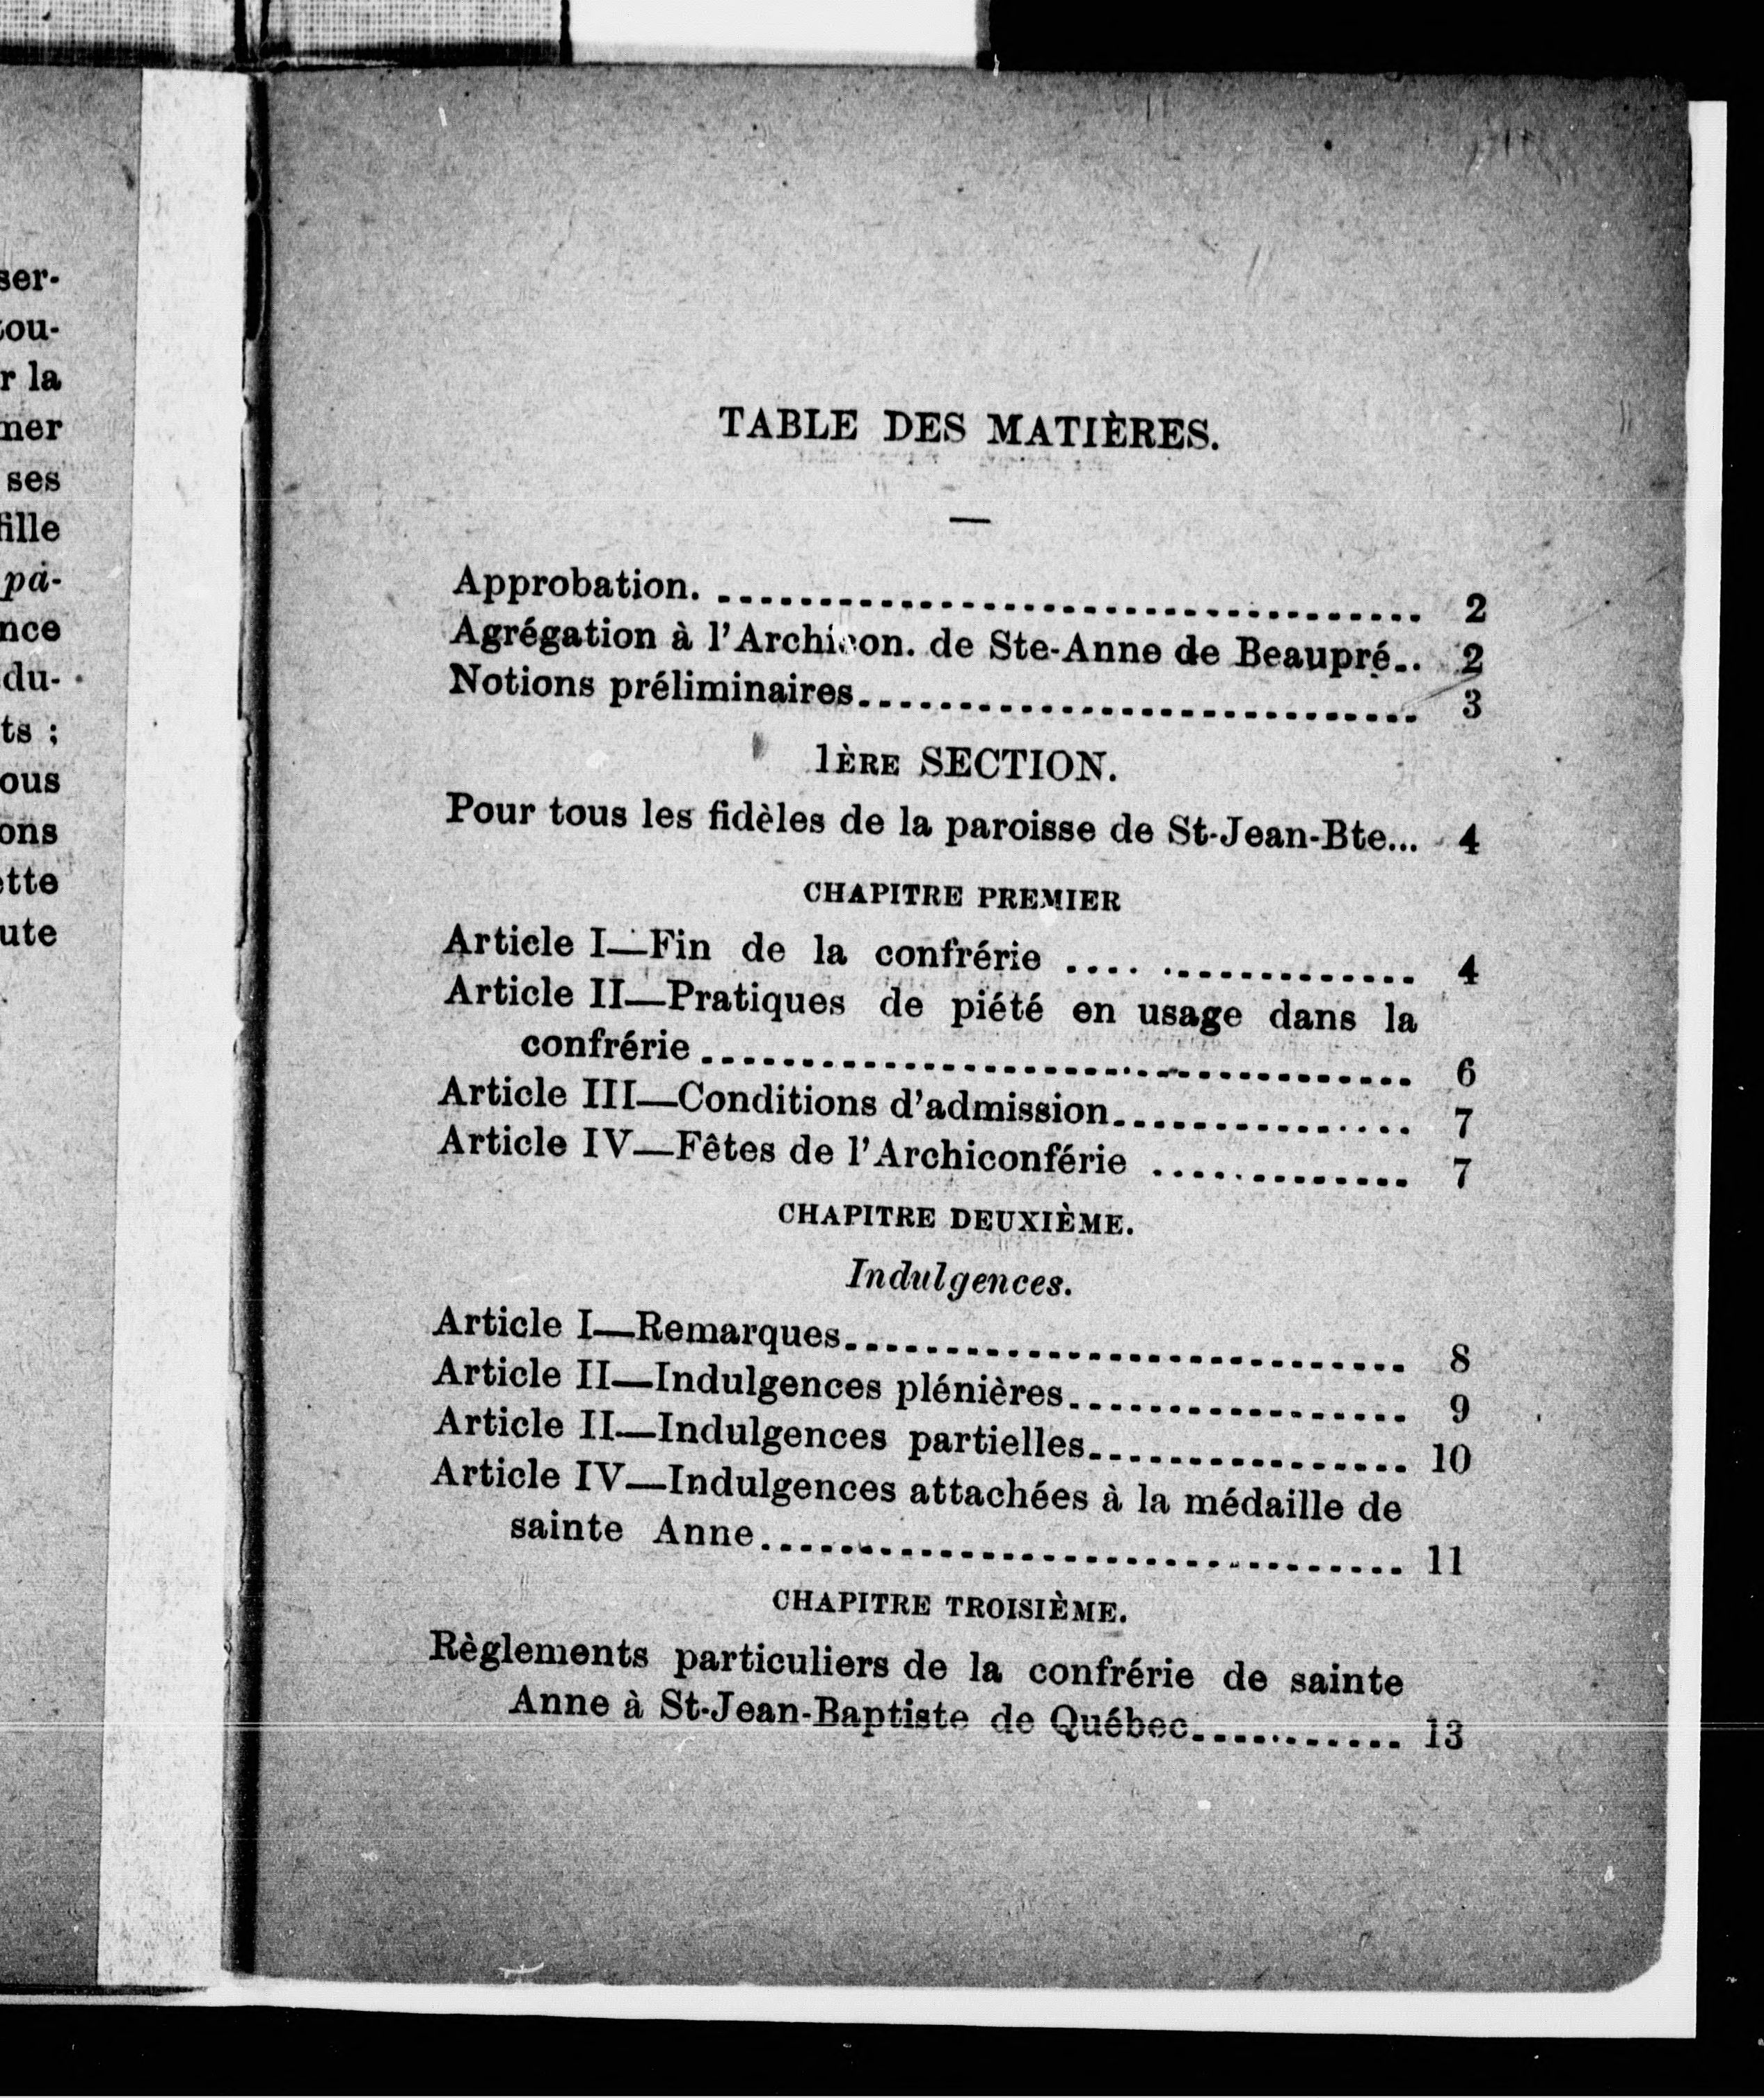 ser-
tou-
r la
ner
ses
fille
pa-
nce
du-
ts ;
ous
ons
ette
ute
TABLE DES MATIÈRES.
—
Approbation. .................................... 2
Agrégation à l'Archicon. de Ste-Anne de Beaupré.. 2
Notions préliminaires............................ 3
1ÈRE SECTION.
Pour tous les fidèles de la paroisse de St-Jean-Bte... 4
CHAPITRE PREMIER
Article I—Fin de la confrérie .... ............. 4
Article II—Pratiques de piété en usage dans la
confrérie .................................... 6
Article III—Conditions d'admission............... 7
Article IV—Fêtes de l'Archiconférie ............. 7
CHAPITRE DEUXIÈME.
Indulgences.
Article I—Remarques............................ 8
Article II—Indulgences plénières................. 9
Article II—Indulgences partielles................ 10
Article IV—Indulgences attachées à la médaille de
sainte Anne................................ 11
CHAPITRE TROISIÈME.
Règlements particuliers de la confrérie de sainte
Anne à St-Jean-Baptiste de Québec........... 13